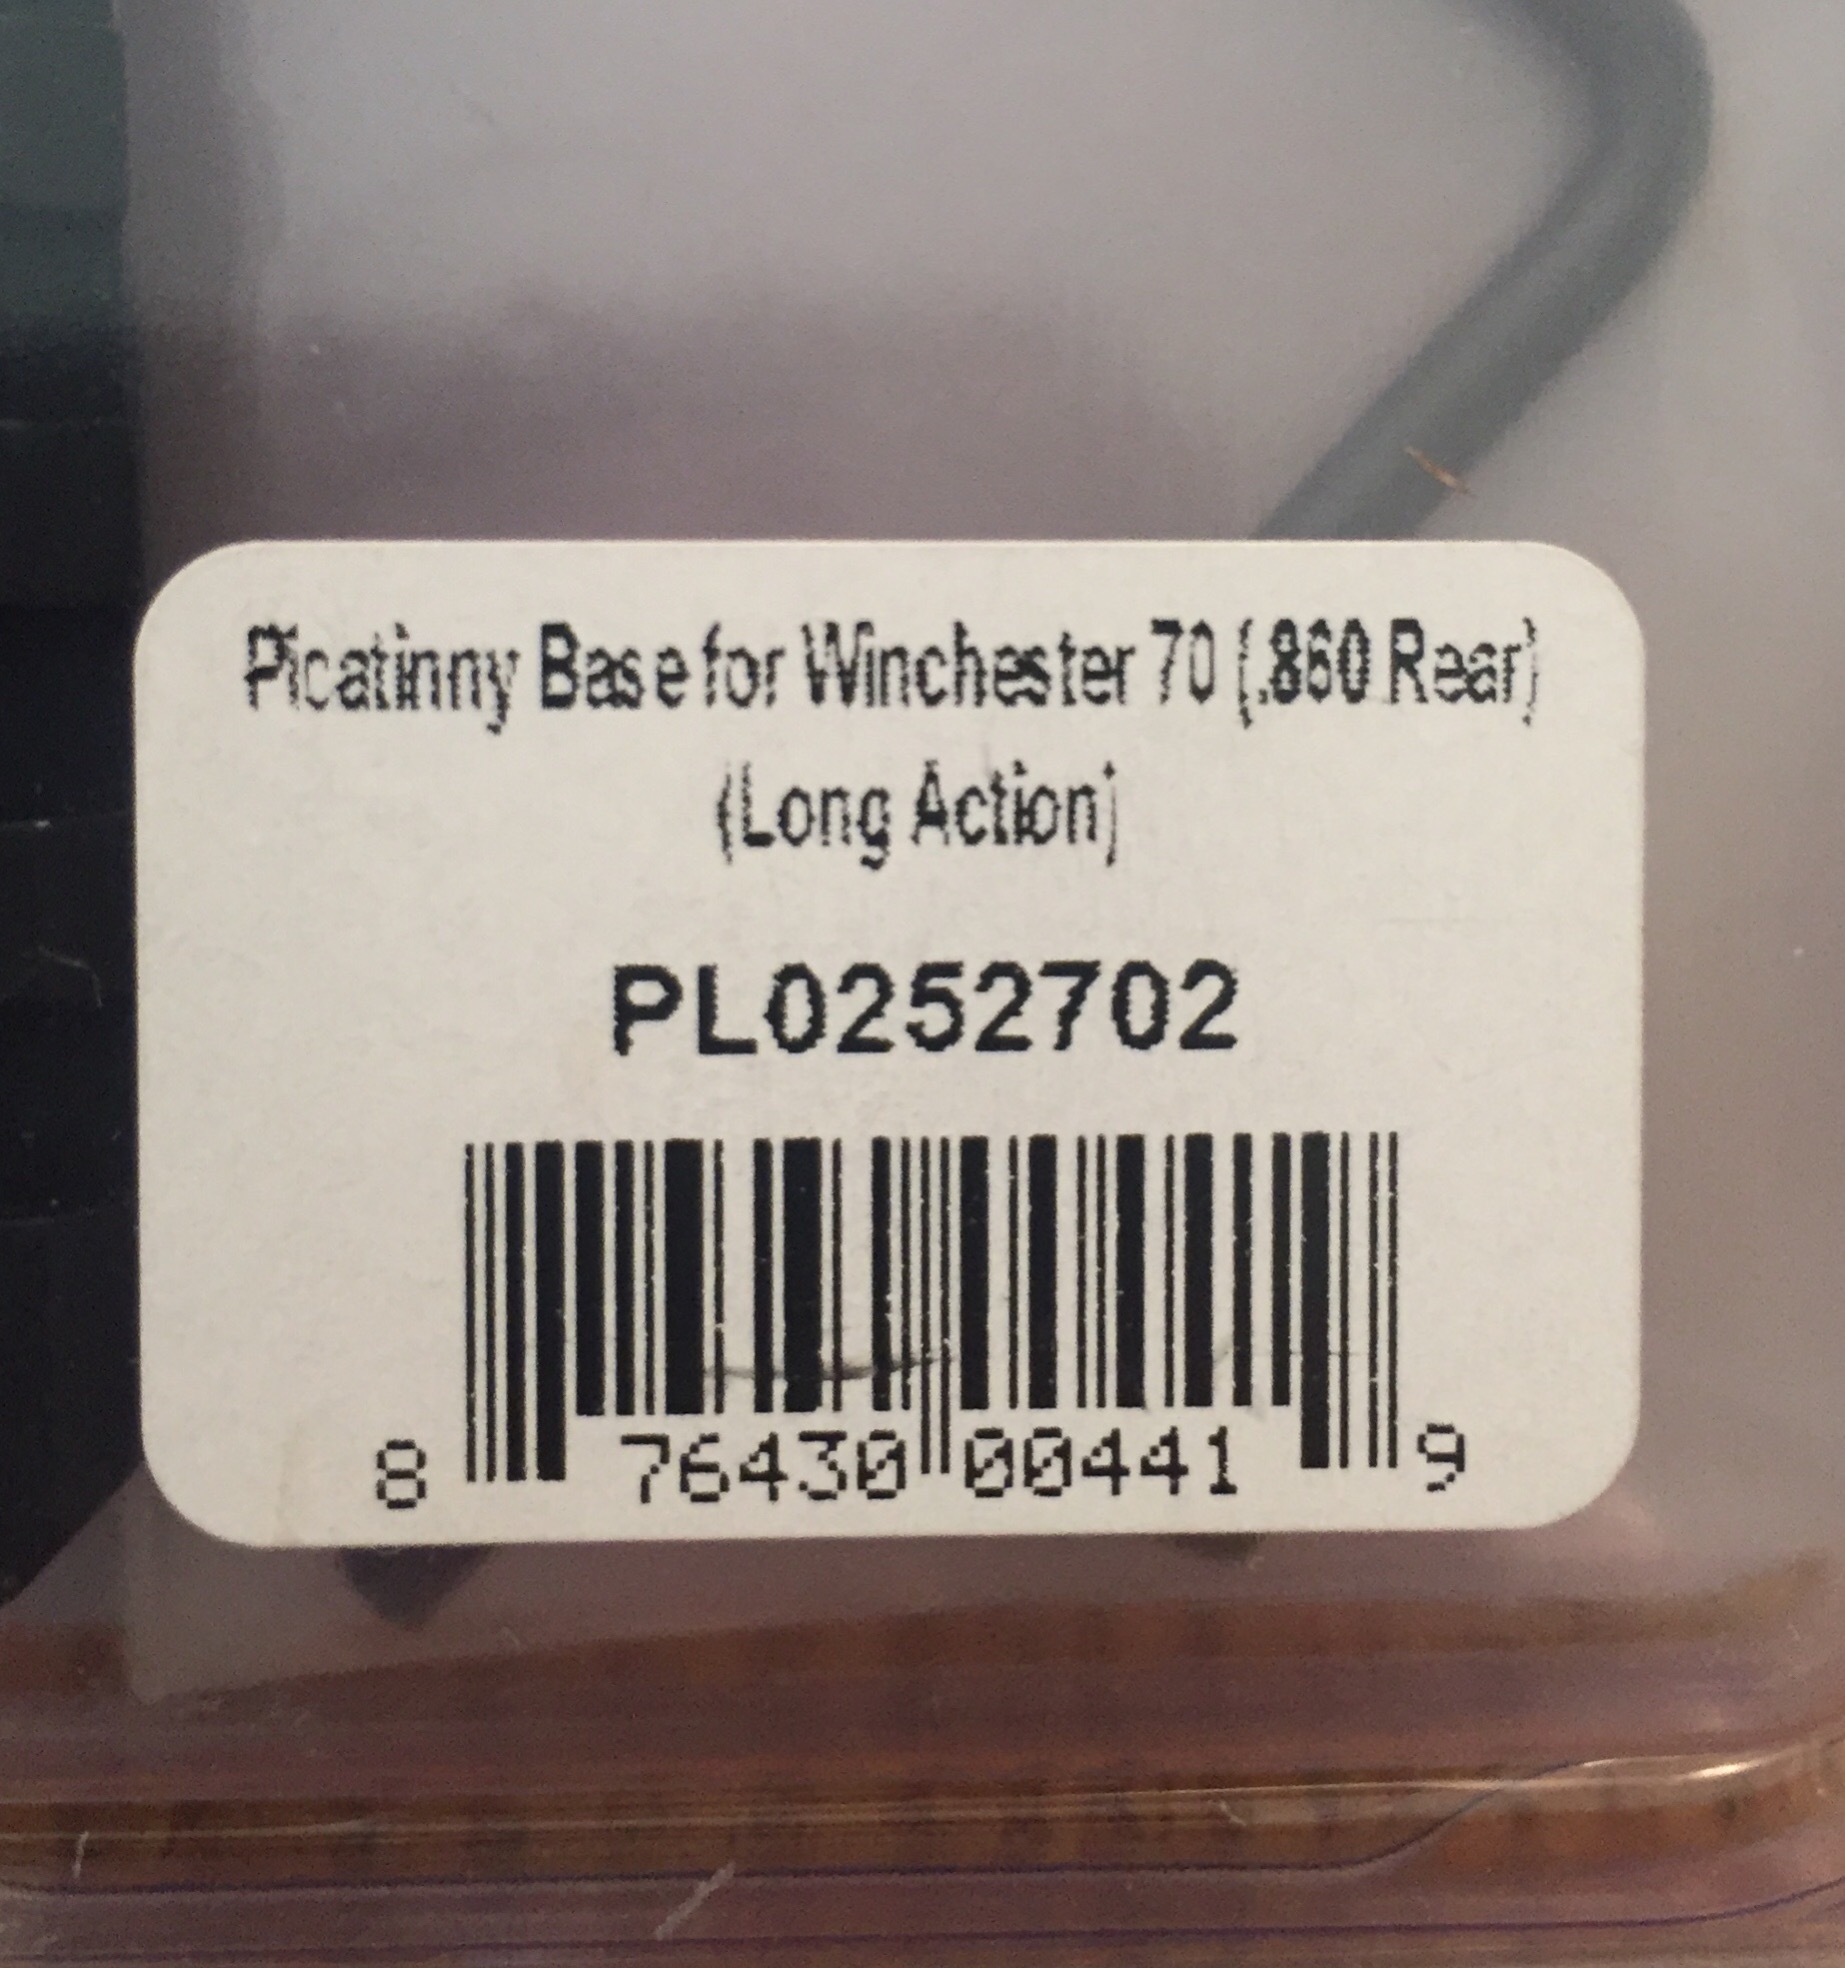 Picatinny Base for Winchester 70 (.860 Rear)
(Long Action)
PL0252702
8 76430 00441 9